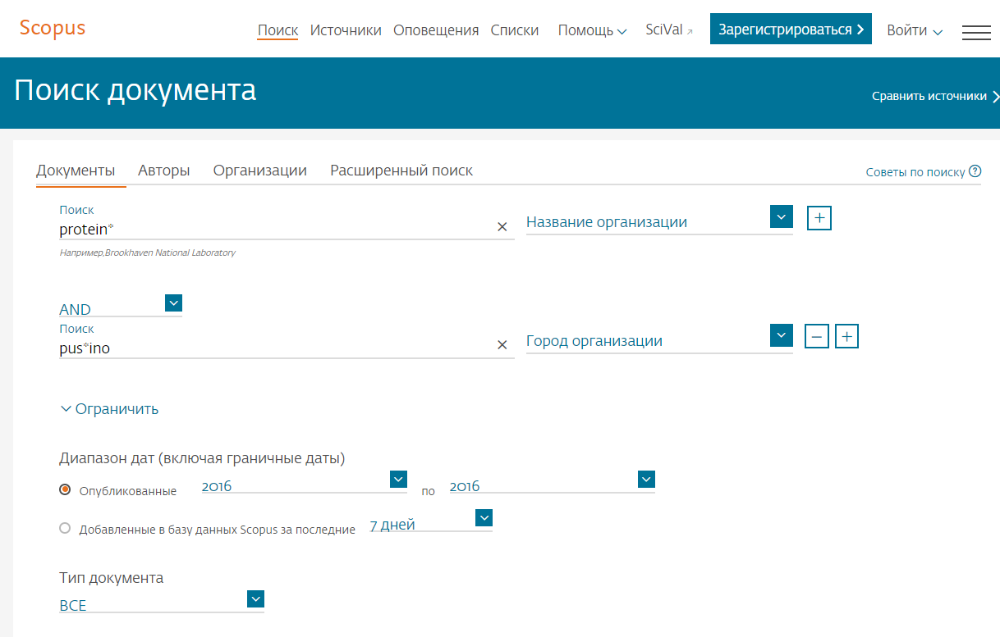 Scopus
Поиск Источники Оповещения Списки Помощь SciVal Зарегистрироваться Войти
Поиск документа
Сравнить источники
Документы Авторы Организации Расширенный поиск Советы по поиску
Поиск
protein* Название организации
Например,Brookhaven National Laboratory
AND
Поиск
pus*ino Город организации
Ограничить
Диапазон дат (включая граничные даты)
Опубликованные 2016 по 2016
Добавленные в базу данных Scopus за последние 7 дней
Тип документа
ВСЕ